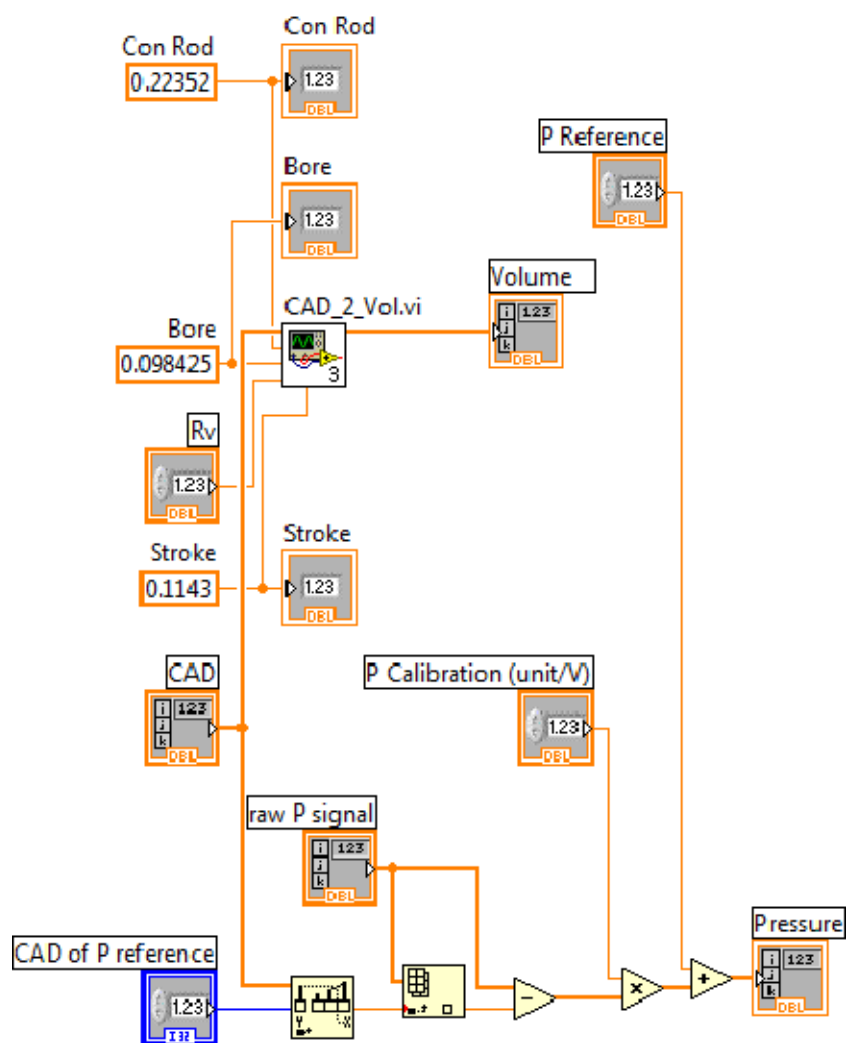 Con Rod
Con Rod
0.22352
1.23
DBL
P Reference
1.23
DBL
Bore
1.23
DBL
Volume
i
j
k
123
DBL
CAD_2_Vol.vi
3
Bore
0.098425
Rv
1.23
DBL
Stroke
Stroke
0.1143
1.23
DBL
CAD
i
j
k
123
DBL
P Calibration (unit/V)
1.23
DBL
raw P signal
i
j
k
123
DBL
Pressure
i
j
k
123
DBL
CAD of P reference
1.23
I32